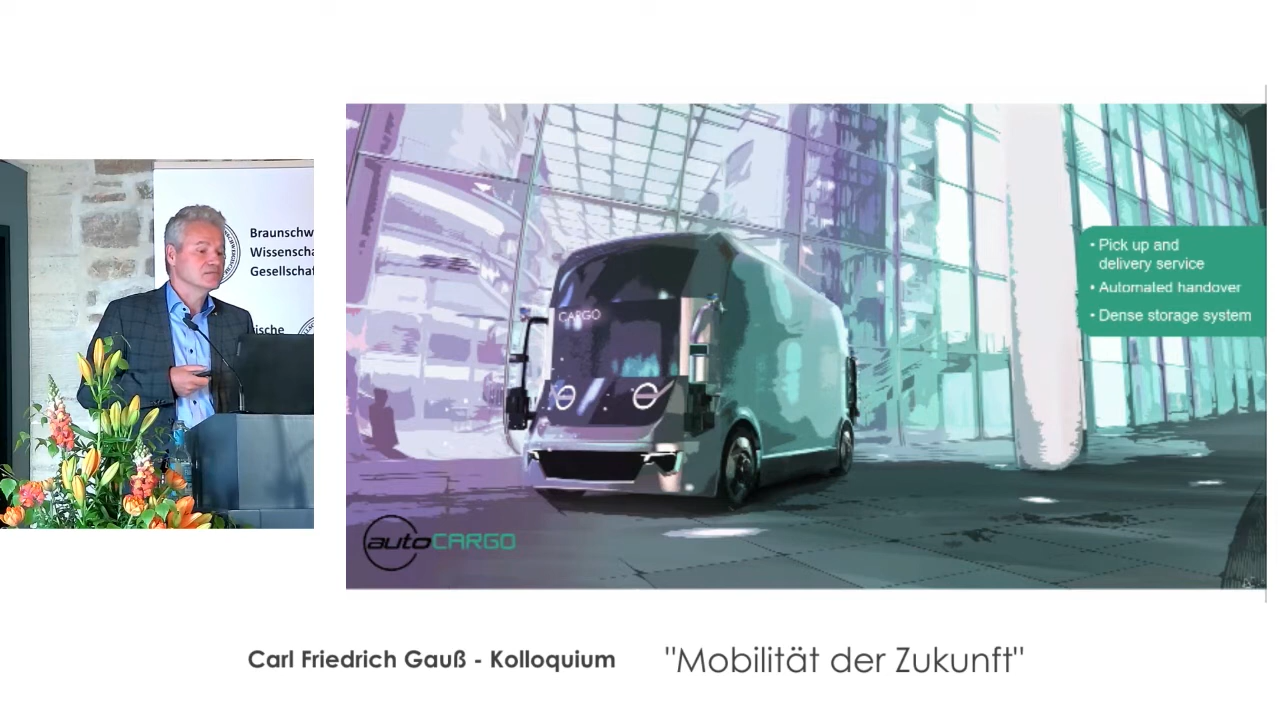 Braunschw
Wissenscha
Gesellschaf
ische
CARGO
• Pick up and
delivery service
• Automated handover
• Dense storage system
autoCARGO
Carl Friedrich Gauß - Kolloquium
"Mobilität der Zukunft"